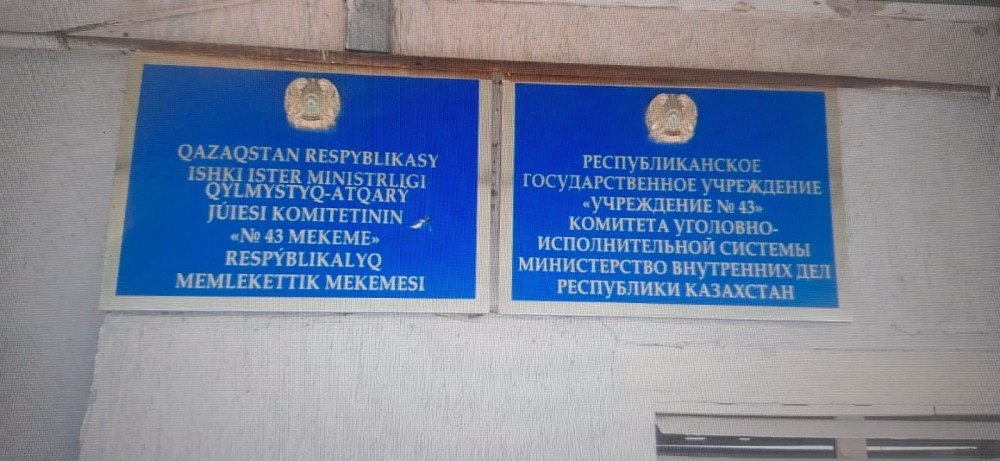 QAZAQSTAN RESPYBLIKASY
ISHKI ISTER MINISTRLIGI
QYLMYSTYQ-ATQARY
JÚIESI KOMITETININ
«№ 43 MEKEME»
RESPÝBLIKALYQ
MEMLEKETTIK MEKEMESI
РЕСПУБЛИКАНСКОЕ
ГОСУДАРСТВЕННОЕ УЧРЕЖДЕНИЕ
«УЧРЕЖДЕНИЕ № 43»
КОМИТЕТА УГОЛОВНО-
ИСПОЛНИТЕЛЬНОЙ СИСТЕМЫ
МИНИСТЕРСТВО ВНУТРЕННИХ ДЕЛ
РЕСПУБЛИКИ КАЗАХСТАН